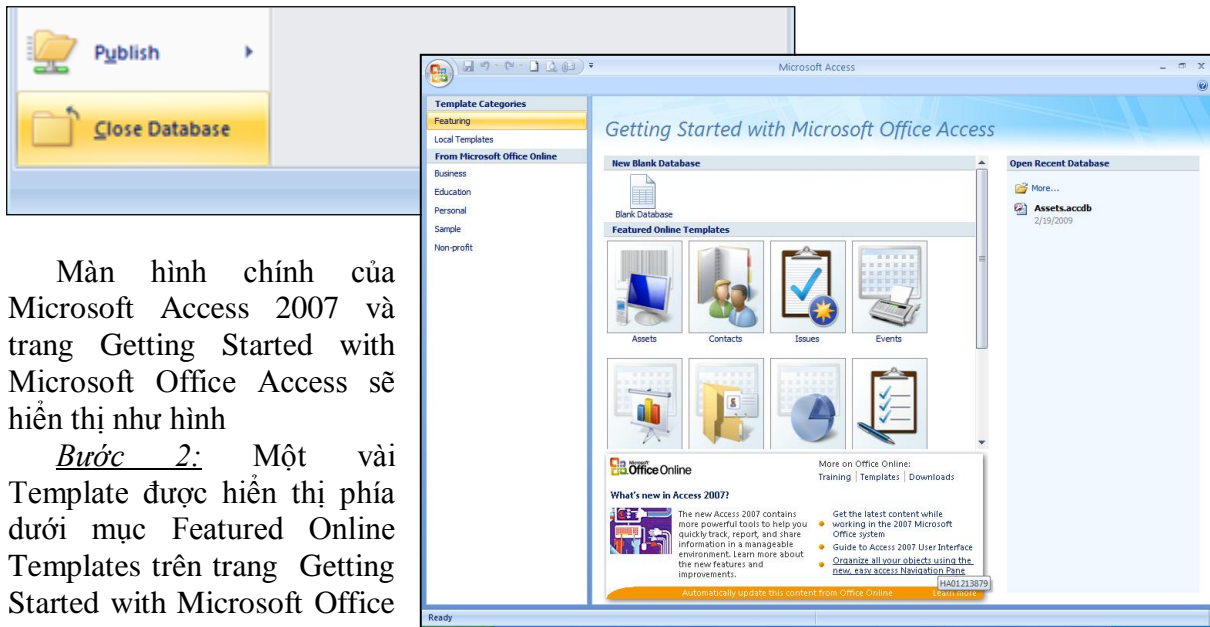 Publish
Close Database
Microsoft Access
Template Categories
Featuring
Local Templates
From Microsoft Office Online
Business
Education
Personal
Sample
Non-profit
Getting Started with Microsoft Office Access
New Blank Database
Blank Database
Featured Online Templates
Assets
Contacts
Issues
Events
Open Recent Database
More...
Assets.accdb
2/19/2009
Microsoft
Office Online
More on Office Online:
Training | Templates | Downloads
What's new in Access 2007?
The new Access 2007 contains
more powerful tools to help you
quickly track, report, and share
information in a manageable
environment. Learn more about
the new features and
improvements.
Get the latest content while
working in the 2007 Microsoft
Office system
Guide to Access 2007 User Interface
Organize all your objects using the
new, easy access Navigation Pane
HA01213879
Automatically update this content from Office Online
Learn more
Ready
Màn hình chính của
Microsoft Access 2007 và
trang Getting Started with
Microsoft Office Access sẽ
hiển thị như hình
Bước 2: Một vài
Template được hiển thị phía
dưới mục Featured Online
Templates trên trang Getting
Started with Microsoft Office